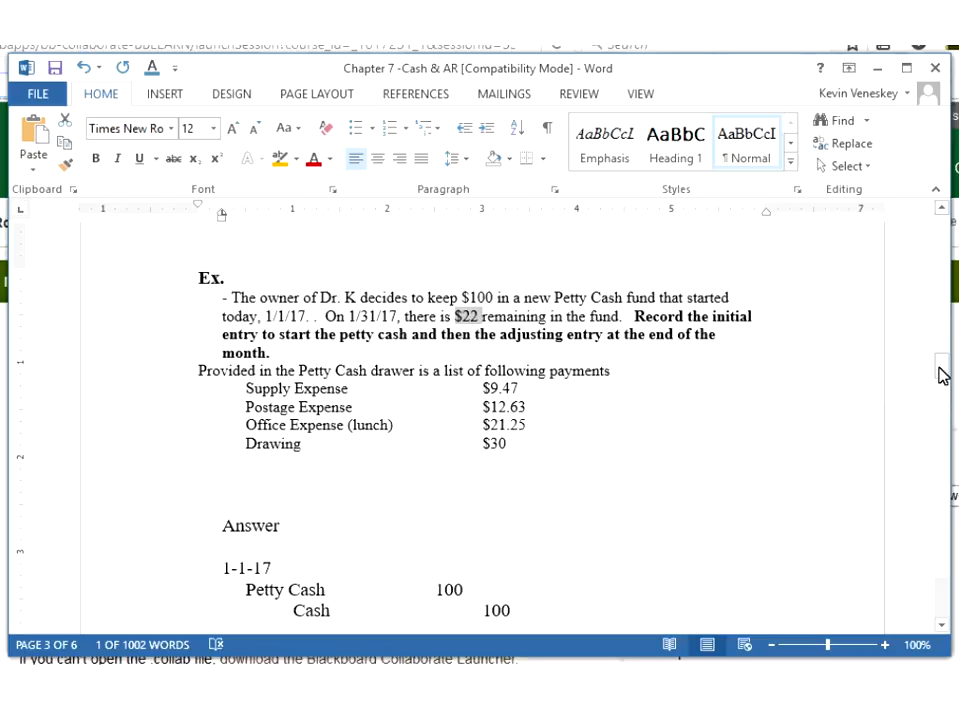 Chapter 7 -Cash & AR [Compatibility Mode] - Word
FILE HOME INSERT DESIGN PAGE LAYOUT REFERENCES MAILINGS REVIEW VIEW Kevin Veneskey
Paste
Times New Ro 12
AaBbCcI AaBbC AaBbCcI
Emphasis Heading 1 ¶ Normal
Find
Replace
Select
Clipboard Font Paragraph Styles Editing
1 1 2 3 4 5 7
Ex.
- The owner of Dr. K decides to keep $100 in a new Petty Cash fund that started
today, 1/1/17. . On 1/31/17, there is $22 remaining in the fund. Record the initial
entry to start the petty cash and then the adjusting entry at the end of the
month.
Provided in the Petty Cash drawer is a list of following payments
Supply Expense $9.47
Postage Expense $12.63
Office Expense (lunch) $21.25
Drawing $30
Answer
1-1-17
Petty Cash 100
Cash 100
PAGE 3 OF 6 1 OF 1002 WORDS 100%
If you can't open the .collab file, download the Blackboard Collaborate Launcher.